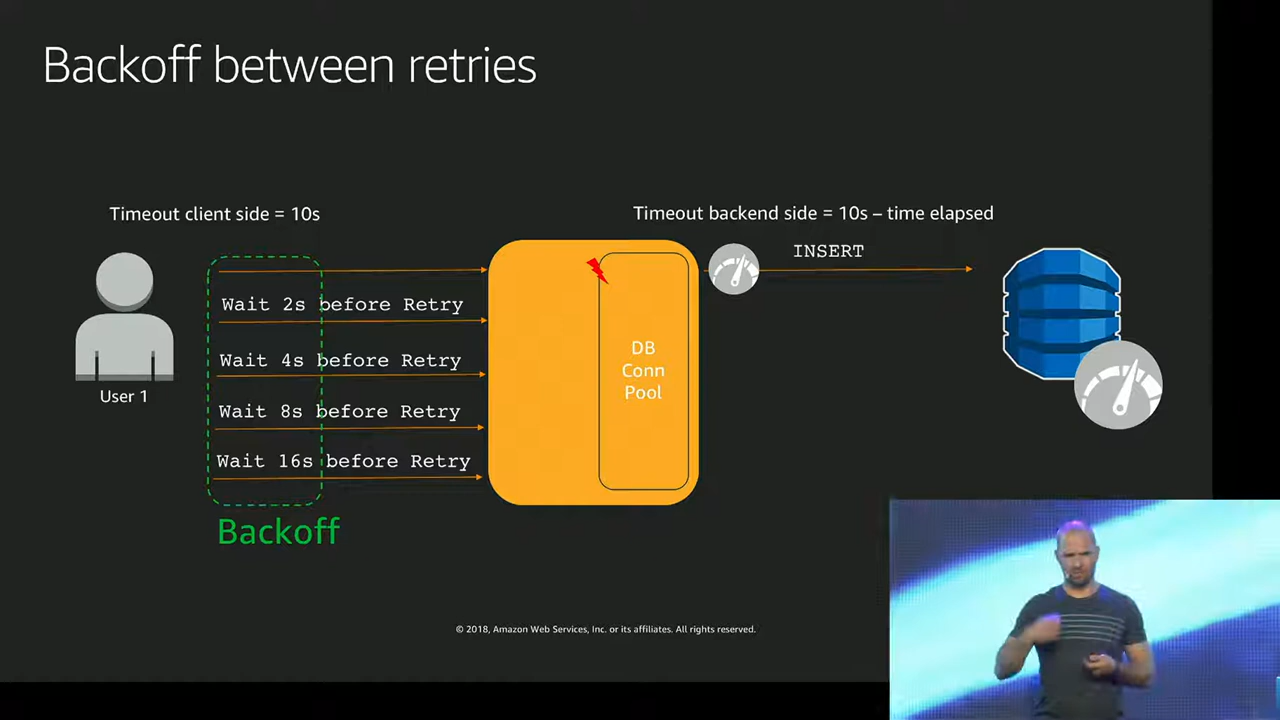 Backoff between retries
Timeout client side = 10s
Timeout backend side = 10s – time elapsed
INSERT
Wait 2s before Retry
Wait 4s before Retry
Wait 8s before Retry
Wait 16s before Retry
DB
Conn
Pool
User 1
Backoff
© 2018, Amazon Web Services, Inc. or its affiliates. All rights reserved.